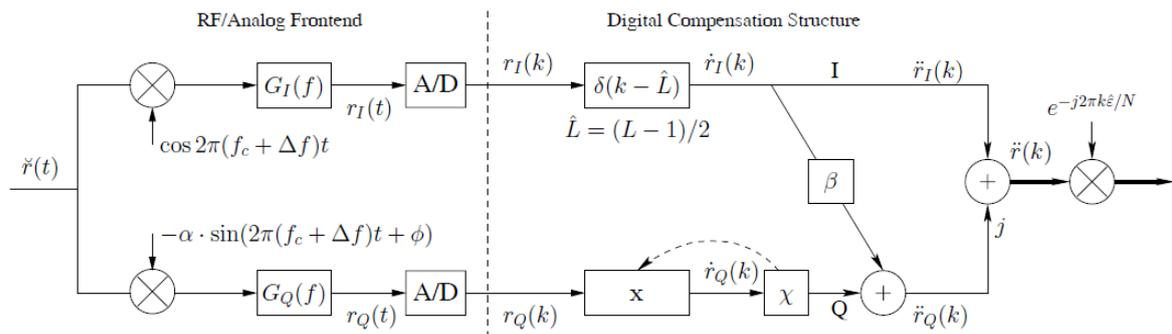 RF/Analog Frontend
Digital Compensation Structure
r̆(t)
G_I(f)
r_I(t)
A/D
cos 2π(f_c + Δf)t
r_I(k)
δ(k − L̂)
L̂ = (L − 1)/2
ṙ_I(k)
I
r̈_I(k)
e^{−j2πkε̂/N}
r̈(k)
+
β
j
−α · sin(2π(f_c + Δf)t + φ)
G_Q(f)
r_Q(t)
A/D
r_Q(k)
x
ṙ_Q(k)
χ
Q
+
r̈_Q(k)